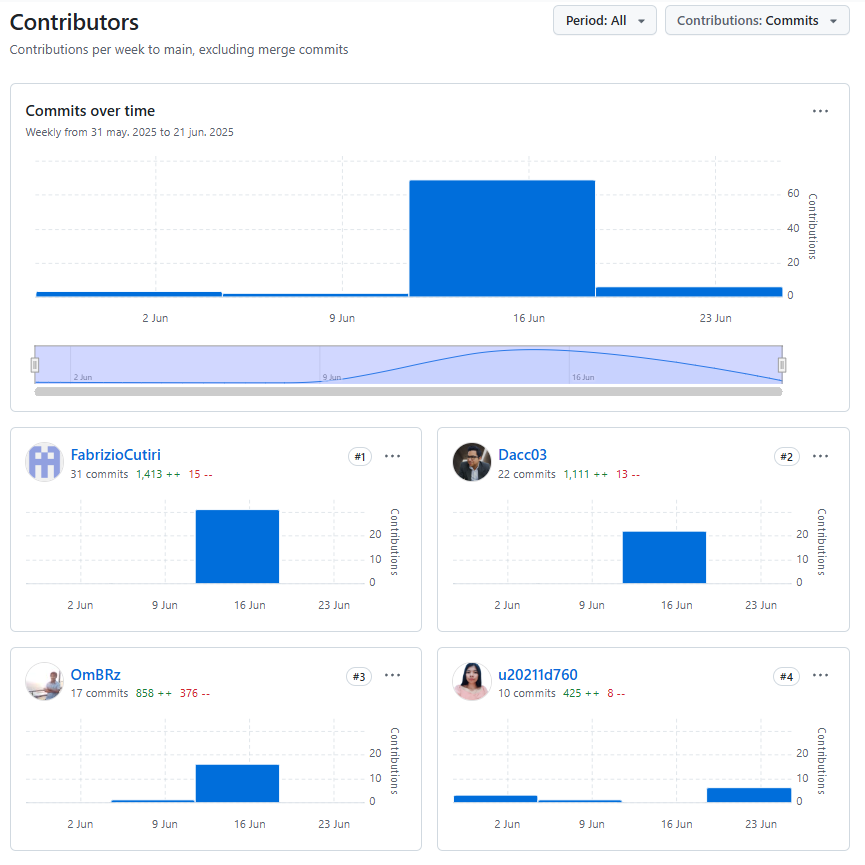 Contributors
Period: All
Contributions: Commits
Contributions per week to main, excluding merge commits
Commits over time
Weekly from 31 may. 2025 to 21 jun. 2025
60
40
20
0
Contributions
2 Jun
9 Jun
16 Jun
23 Jun
2 Jun
9 Jun
16 Jun
FabrizioCutiri
#1
31 commits 1,413 ++ 15 --
20
10
0
Contributions
2 Jun
9 Jun
16 Jun
23 Jun
Dacc03
#2
22 commits 1,111 ++ 13 --
20
10
0
Contributions
2 Jun
9 Jun
16 Jun
23 Jun
OmBRz
#3
17 commits 858 ++ 376 --
20
10
0
Contributions
2 Jun
9 Jun
16 Jun
23 Jun
u20211d760
#4
10 commits 425 ++ 8 --
20
10
0
Contributions
2 Jun
9 Jun
16 Jun
23 Jun